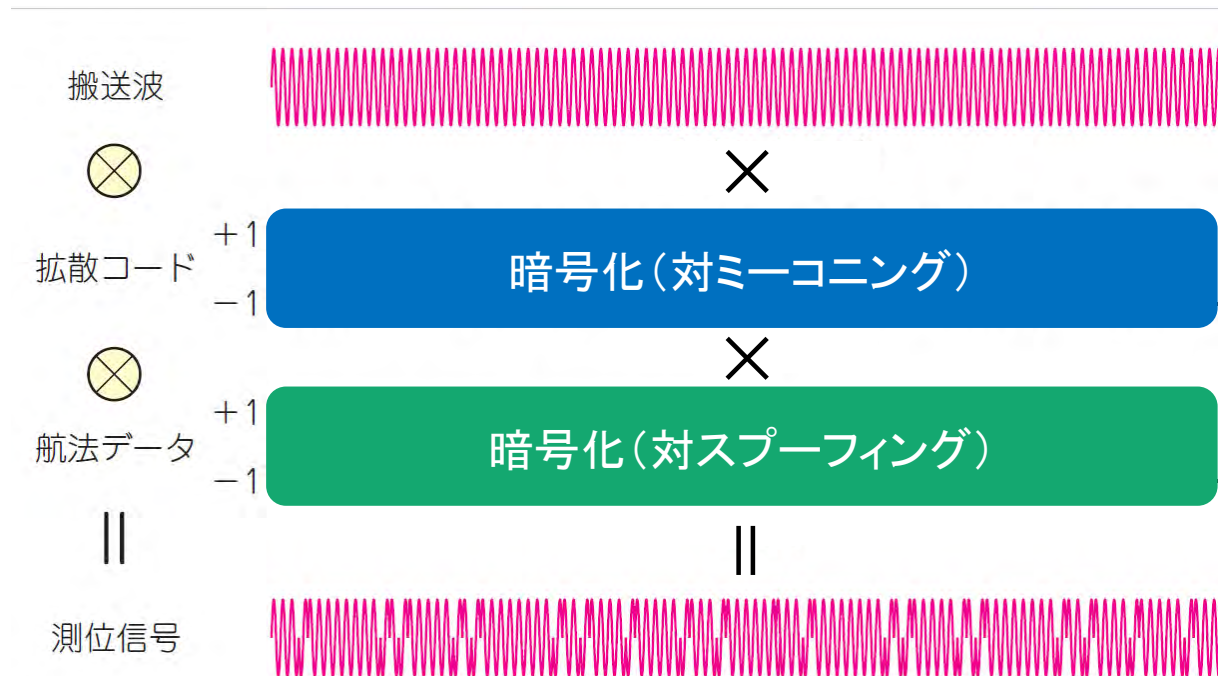 搬送波
×
+1
拡散コード
-1
暗号化(対ミーコニング)
×
+1
航法データ
-1
暗号化(対スプーフィング)
||
||
測位信号